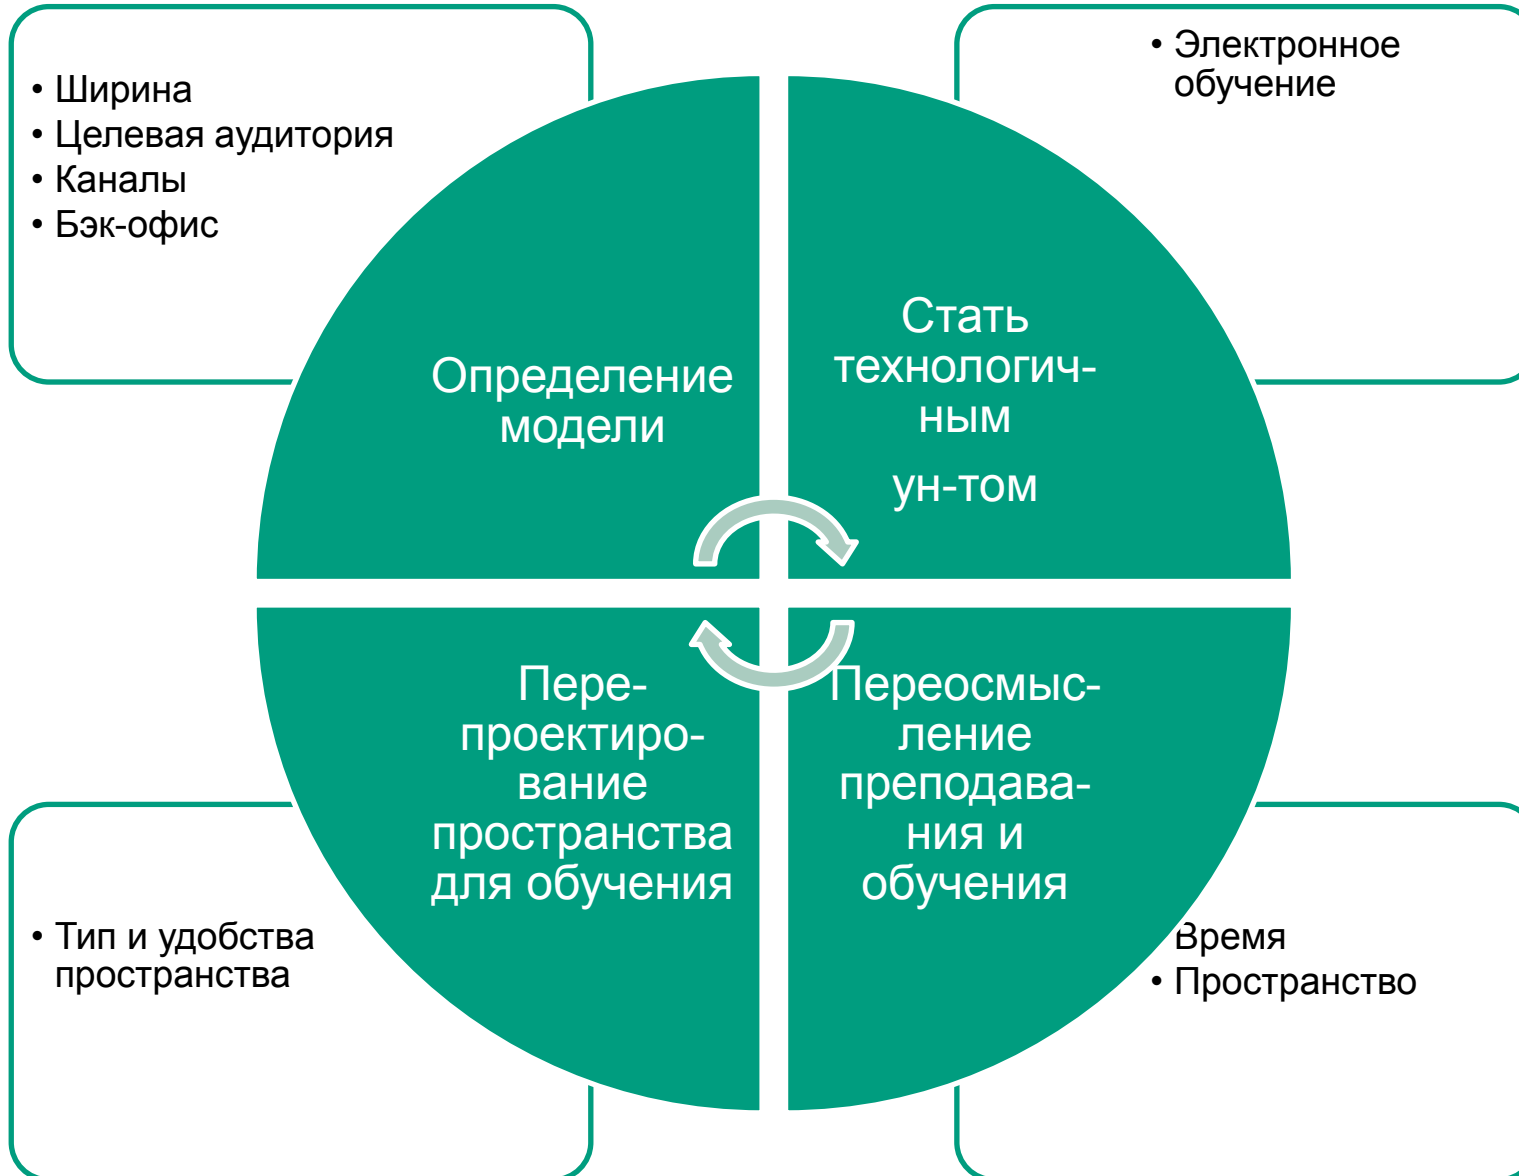 • Ширина
• Целевая аудитория
• Каналы
• Бэк-офис
• Электронное
обучение
Определение
модели
Стать
технологич-
ным
ун-том
Пере-
проектиро-
вание
пространства
для обучения
Переосмыс-
ление
преподава-
ния и
обучения
• Тип и удобства
пространства
Время
• Пространство